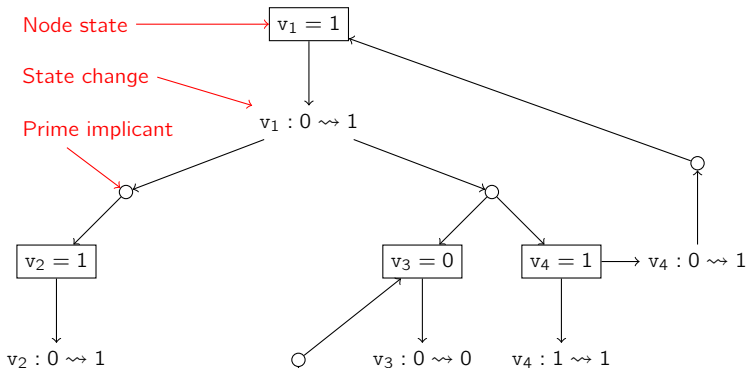 Node state
v₁ = 1
State change
v₁ : 0 ⇝ 1
Prime implicant
v₂ = 1
v₃ = 0
v₄ = 1
v₄ : 0 ⇝ 1
v₂ : 0 ⇝ 1
v₃ : 0 ⇝ 0
v₄ : 1 ⇝ 1